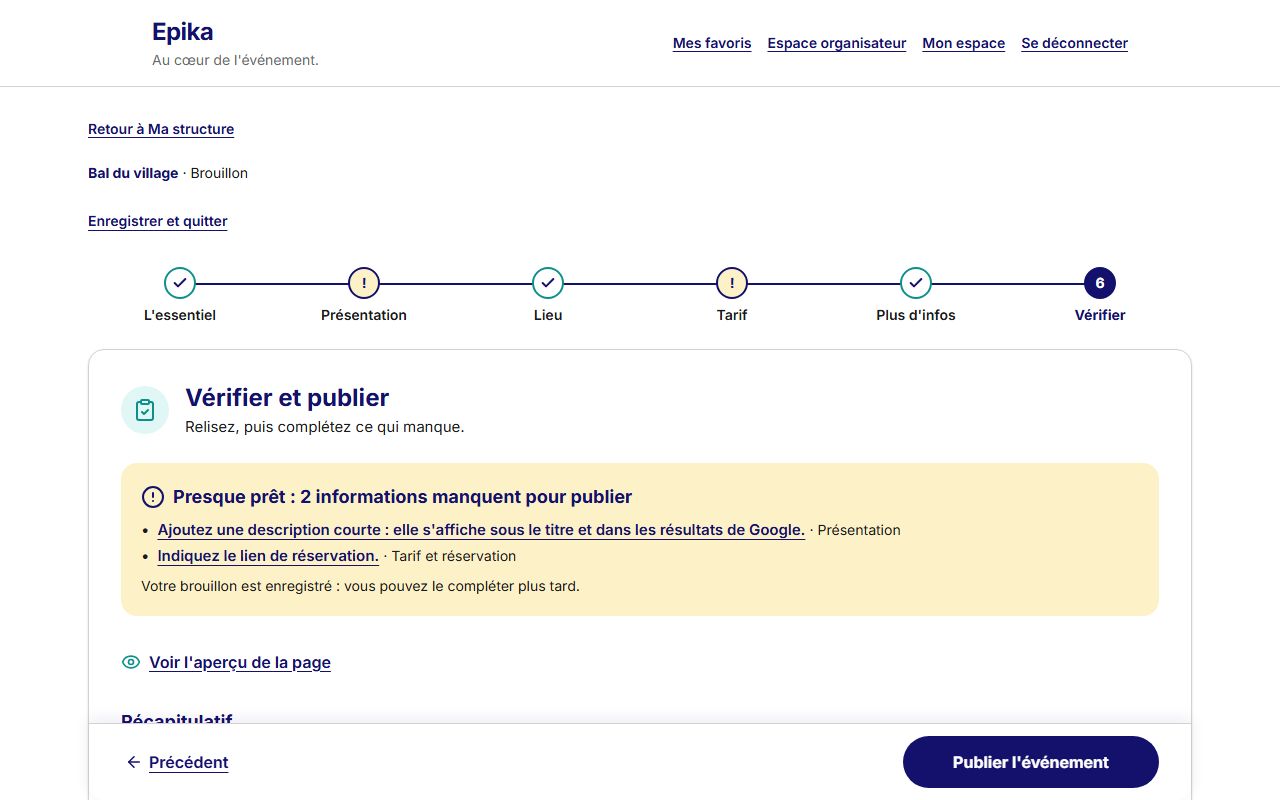 Epika
Au cœur de l'événement.
Mes favoris Espace organisateur Mon espace Se déconnecter
Retour à Ma structure
Bal du village · Brouillon
Enregistrer et quitter
! ! 6
L'essentiel Présentation Lieu Tarif Plus d'infos Vérifier
Vérifier et publier
Relisez, puis complétez ce qui manque.
Presque prêt : 2 informations manquent pour publier
• Ajoutez une description courte : elle s'affiche sous le titre et dans les résultats de Google. · Présentation
• Indiquez le lien de réservation. · Tarif et réservation
Votre brouillon est enregistré : vous pouvez le compléter plus tard.
Voir l'aperçu de la page
Récapitulatif
← Précédent Publier l'événement